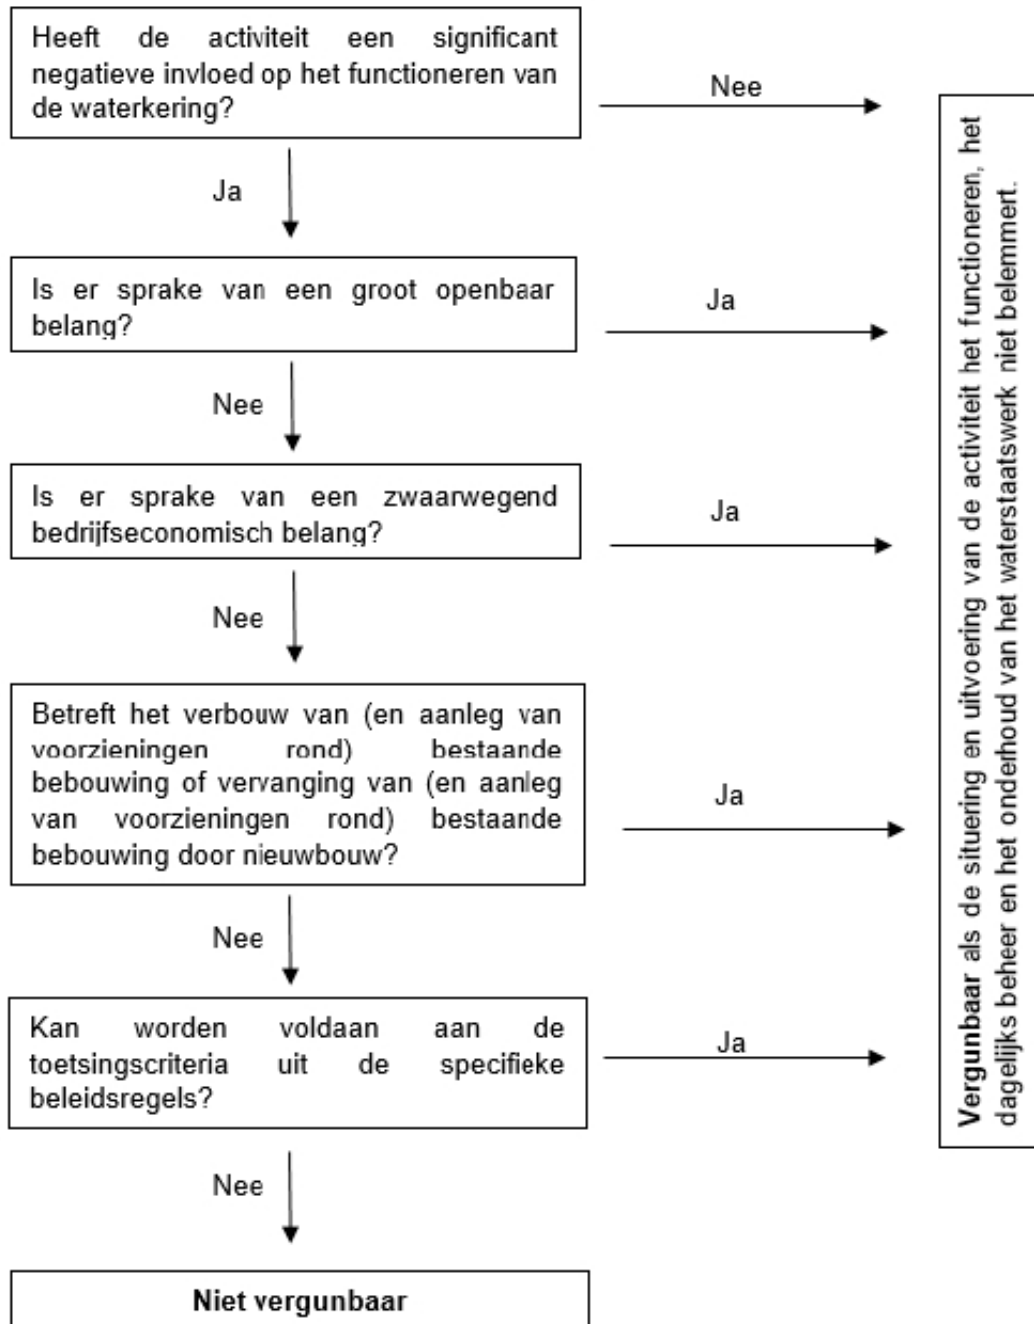 Heeft de activiteit een significant
negatieve invloed op het functioneren van
de waterkering?
Nee
Ja
Is er sprake van een groot openbaar
belang?
Ja
Nee
Is er sprake van een zwaarwegend
bedrijfseconomisch belang?
Ja
Nee
Betreft het verbouw van (en aanleg van
voorzieningen rond) bestaande
bebouwing of vervanging van (en aanleg
van voorzieningen rond) bestaande
bebouwing door nieuwbouw?
Ja
Nee
Kan worden voldaan aan de
toetsingscriteria uit de specifieke
beleidsregels?
Ja
Nee
Niet vergunbaar
Vergunbaar als de situering en uitvoering van de activiteit het functioneren, het
dagelijks beheer en het onderhoud van het waterstaatswerk niet belemmert.